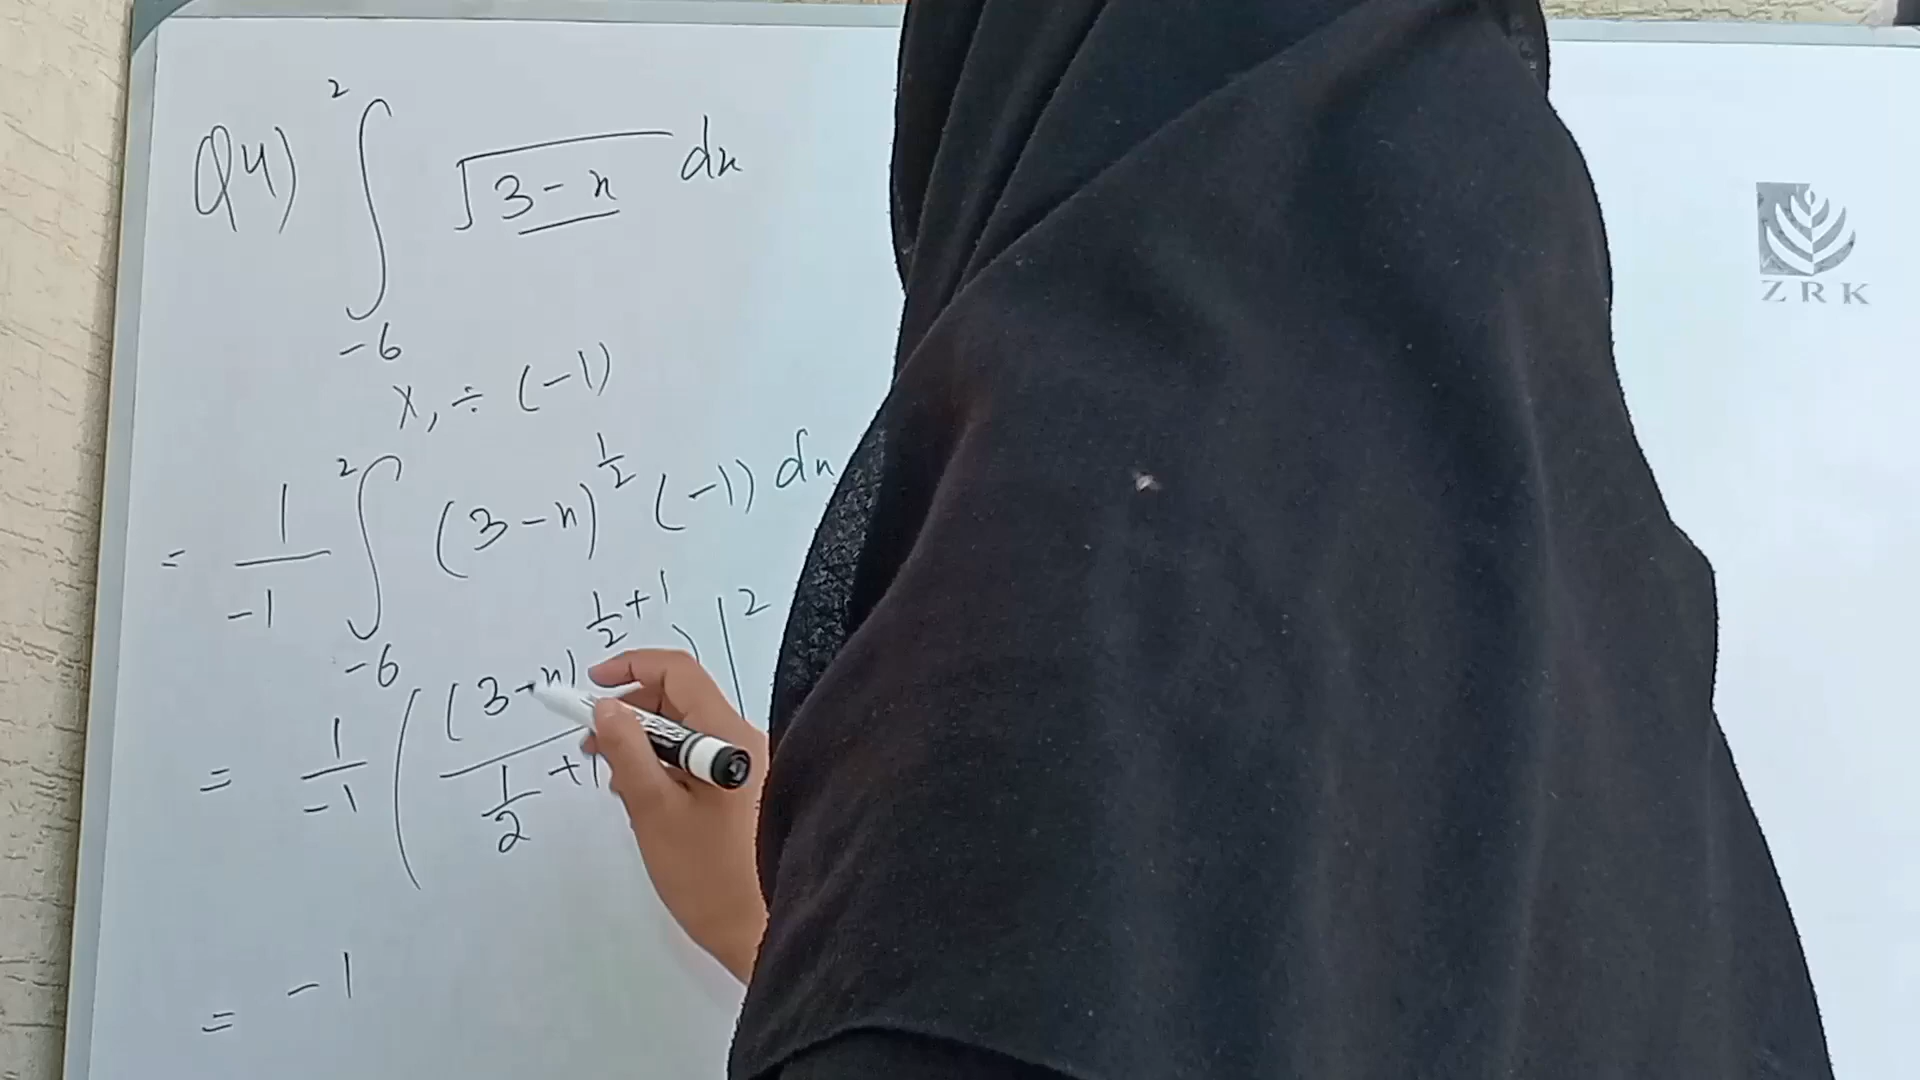 Q4) ∫_{-6}^{2} √(3-x) dx
x, ÷ (-1)
= 1/-1 ∫_{-6}^{2} (3-x)^{1/2} (-1) dx
= 1/-1 ( (3-x)^{1/2+1} / (1/2+1) ) |^{2}
= -1
ZRK